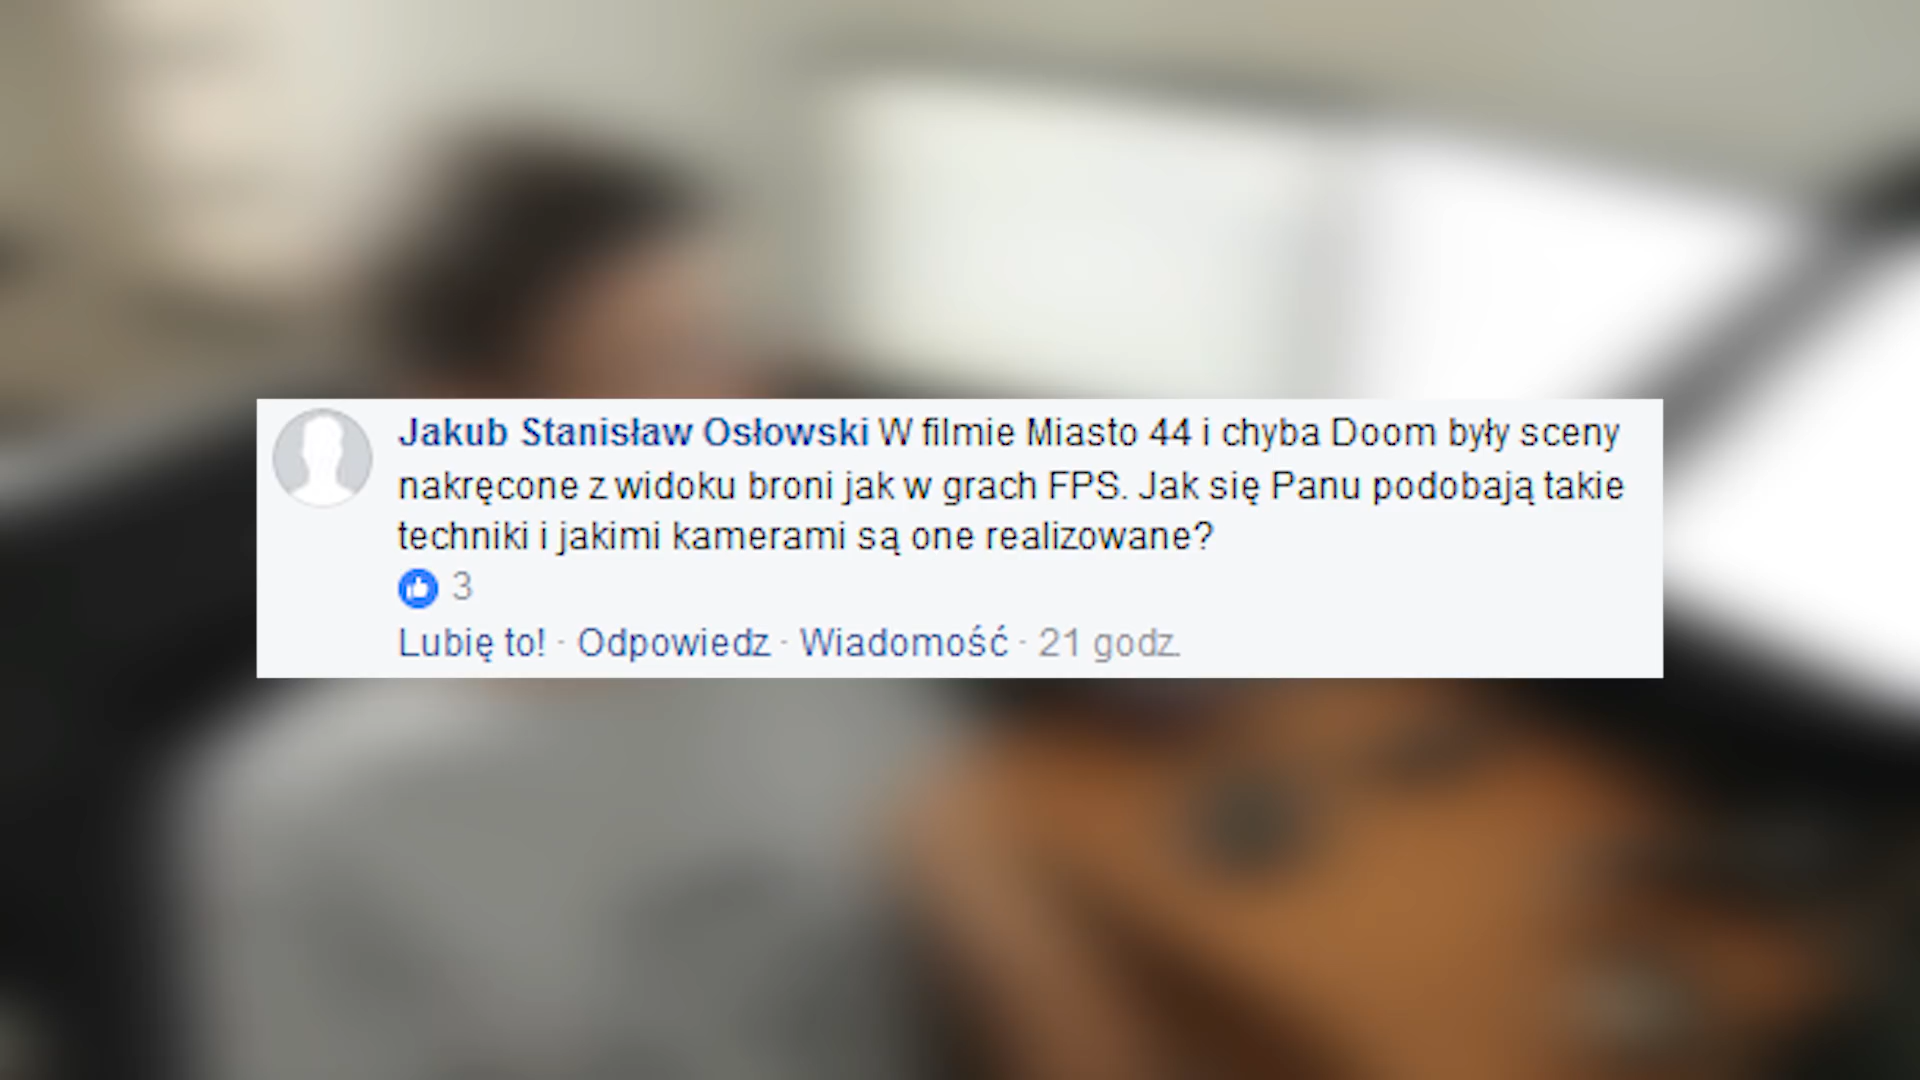 Jakub Stanisław Osłowski W filmie Miasto 44 i chyba Doom były sceny
nakręcone z widoku broni jak w grach FPS. Jak się Panu podobają takie
techniki i jakimi kamerami są one realizowane?
3
Lubię to! · Odpowiedz · Wiadomość · 21 godz.